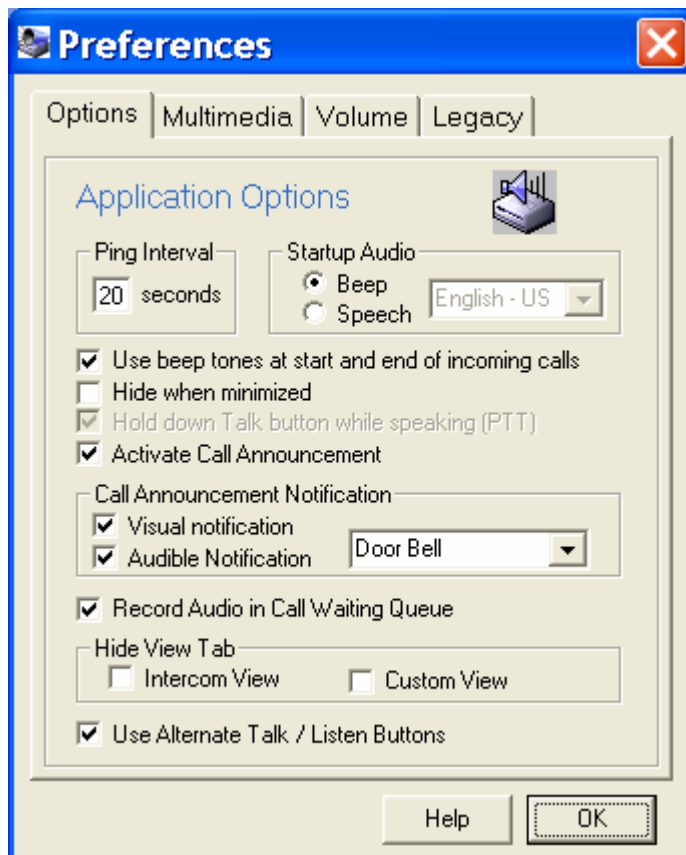 Preferences
Options Multimedia Volume Legacy
Application Options
Ping Interval
20 seconds
Startup Audio
Beep
Speech
English - US
Use beep tones at start and end of incoming calls
Hide when minimized
Hold down Talk button while speaking (PTT)
Activate Call Announcement
Call Announcement Notification
Visual notification
Audible Notification
Door Bell
Record Audio in Call Waiting Queue
Hide View Tab
Intercom View Custom View
Use Alternate Talk / Listen Buttons
Help OK